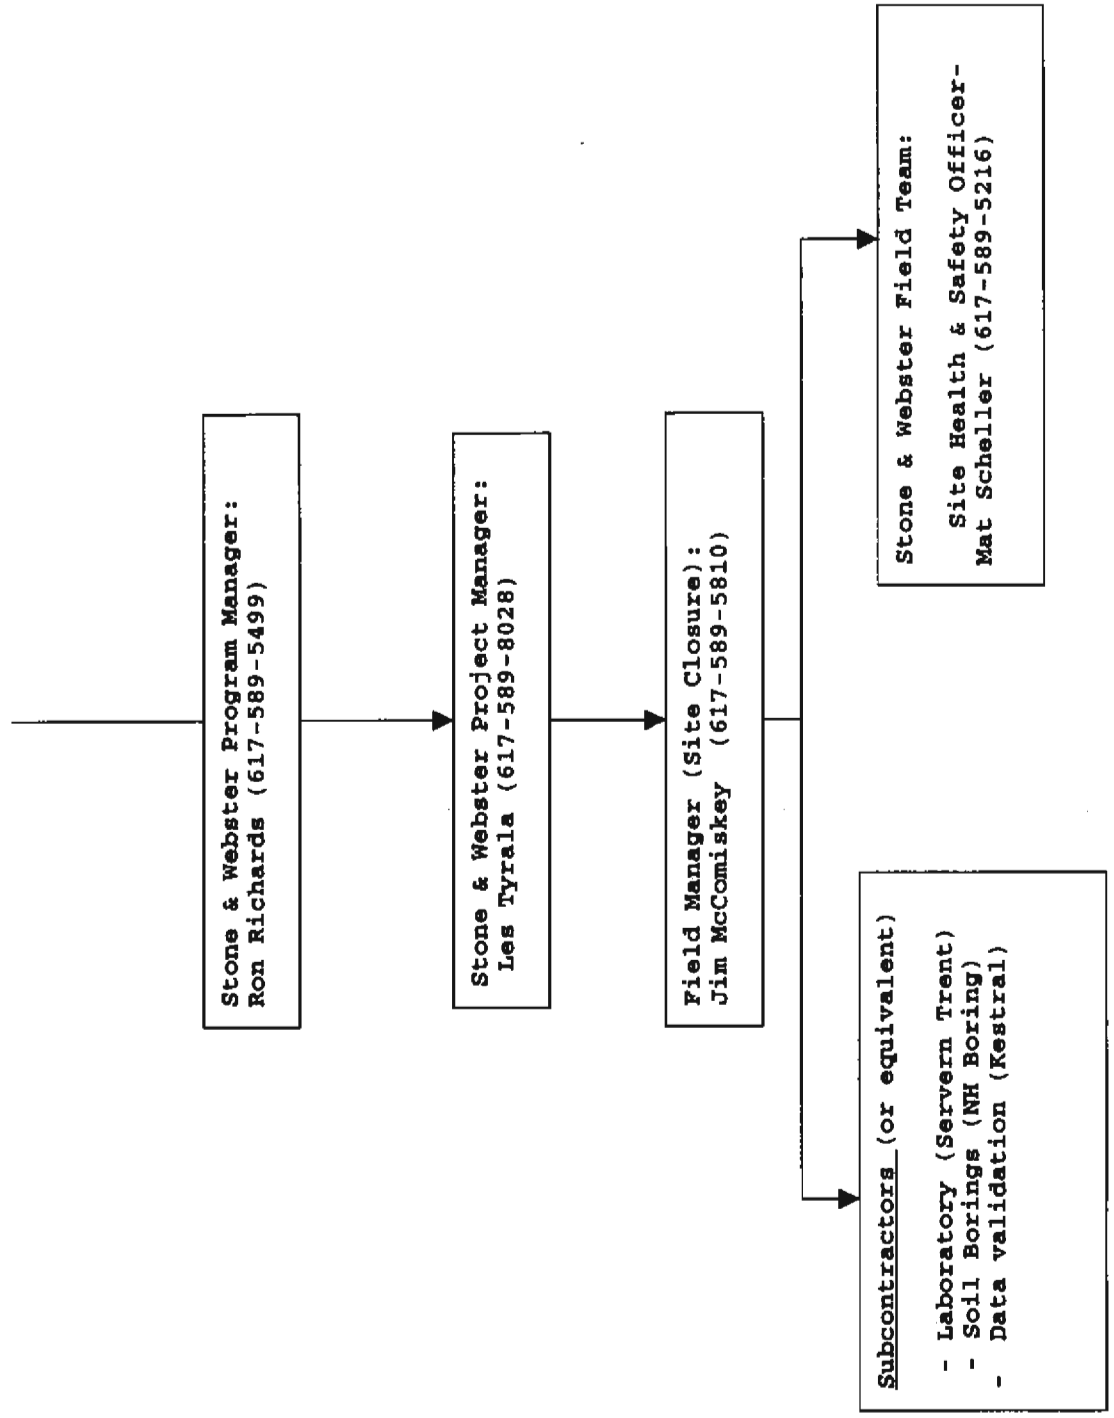 Stone & Webster Program Manager:
Ron Richards (617-589-5499)
Stone & Webster Project Manager:
Les Tyrala (617-589-8028)
Field Manager (Site Closure):
Jim McComiskey (617-589-5810)
Subcontractors (or equivalent)
- Laboratory (Servern Trent)
- Soil Borings (NH Boring)
- Data validation (Kestral)
Stone & Webster Field Team:
Site Health & Safety Officer-
Mat Scheller (617-589-5216)